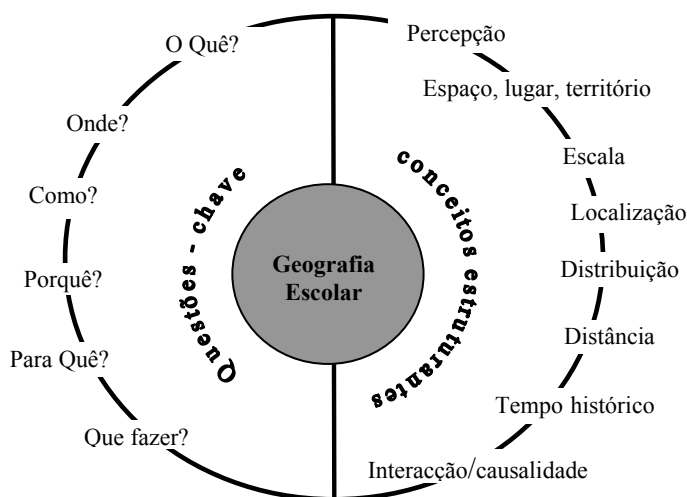 O Quê?
Onde?
Como?
Porquê?
Para Quê?
Que fazer?
Questões - chave
Geografia
Escolar
conceitos estruturantes
Percepção
Espaço, lugar, território
Escala
Localização
Distribuição
Distância
Tempo histórico
Interacção/causalidade